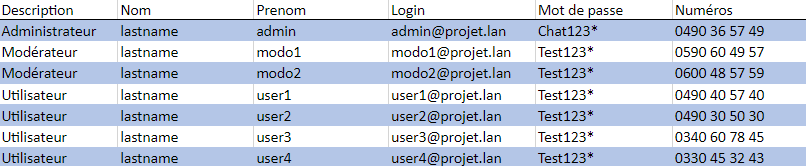 Description Nom Prenom Login Mot de passe Numéros
Administrateur lastname admin admin@projet.lan Chat123* 0490 36 57 49
Modérateur lastname modo1 modo1@projet.lan Test123* 0590 60 49 57
Modérateur lastname modo2 modo2@projet.lan Test123* 0600 48 57 59
Utilisateur lastname user1 user1@projet.lan Test123* 0490 40 57 40
Utilisateur lastname user2 user2@projet.lan Test123* 0490 30 50 30
Utilisateur lastname user3 user3@projet.lan Test123* 0340 60 78 45
Utilisateur lastname user4 user4@projet.lan Test123* 0330 45 32 43